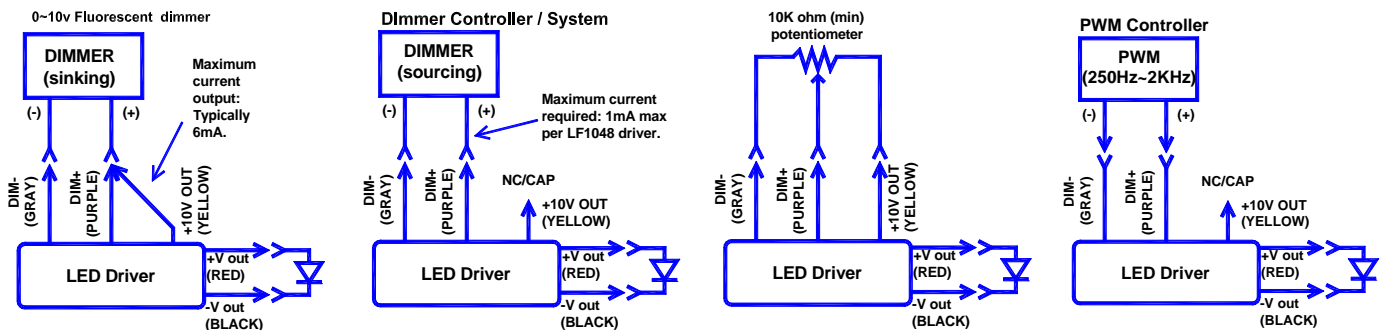 0~10v Fluorescent dimmer
DIMMER
(sinking)
(-)
(+)
Maximum
current
output:
Typically
6mA.
DIM-
(GRAY)
DIM+
(PURPLE)
+10V OUT
(YELLOW)
LED Driver
+V out
(RED)
-V out
(BLACK)
DImmer Controller / System
DIMMER
(sourcing)
(-)
(+)
Maximum current
required: 1mA max
per LF1048 driver.
DIM-
(GRAY)
DIM+
(PURPLE)
NC/CAP
+10V OUT
(YELLOW)
LED Driver
+V out
(RED)
-V out
(BLACK)
10K ohm (min)
potentiometer
DIM-
(GRAY)
DIM+
(PURPLE)
+10V OUT
(YELLOW)
LED Driver
+V out
(RED)
-V out
(BLACK)
PWM Controller
PWM
(250Hz~2KHz)
(-)
(+)
DIM-
(GRAY)
DIM+
(PURPLE)
NC/CAP
+10V OUT
(YELLOW)
LED Driver
+V out
(RED)
-V out
(BLACK)